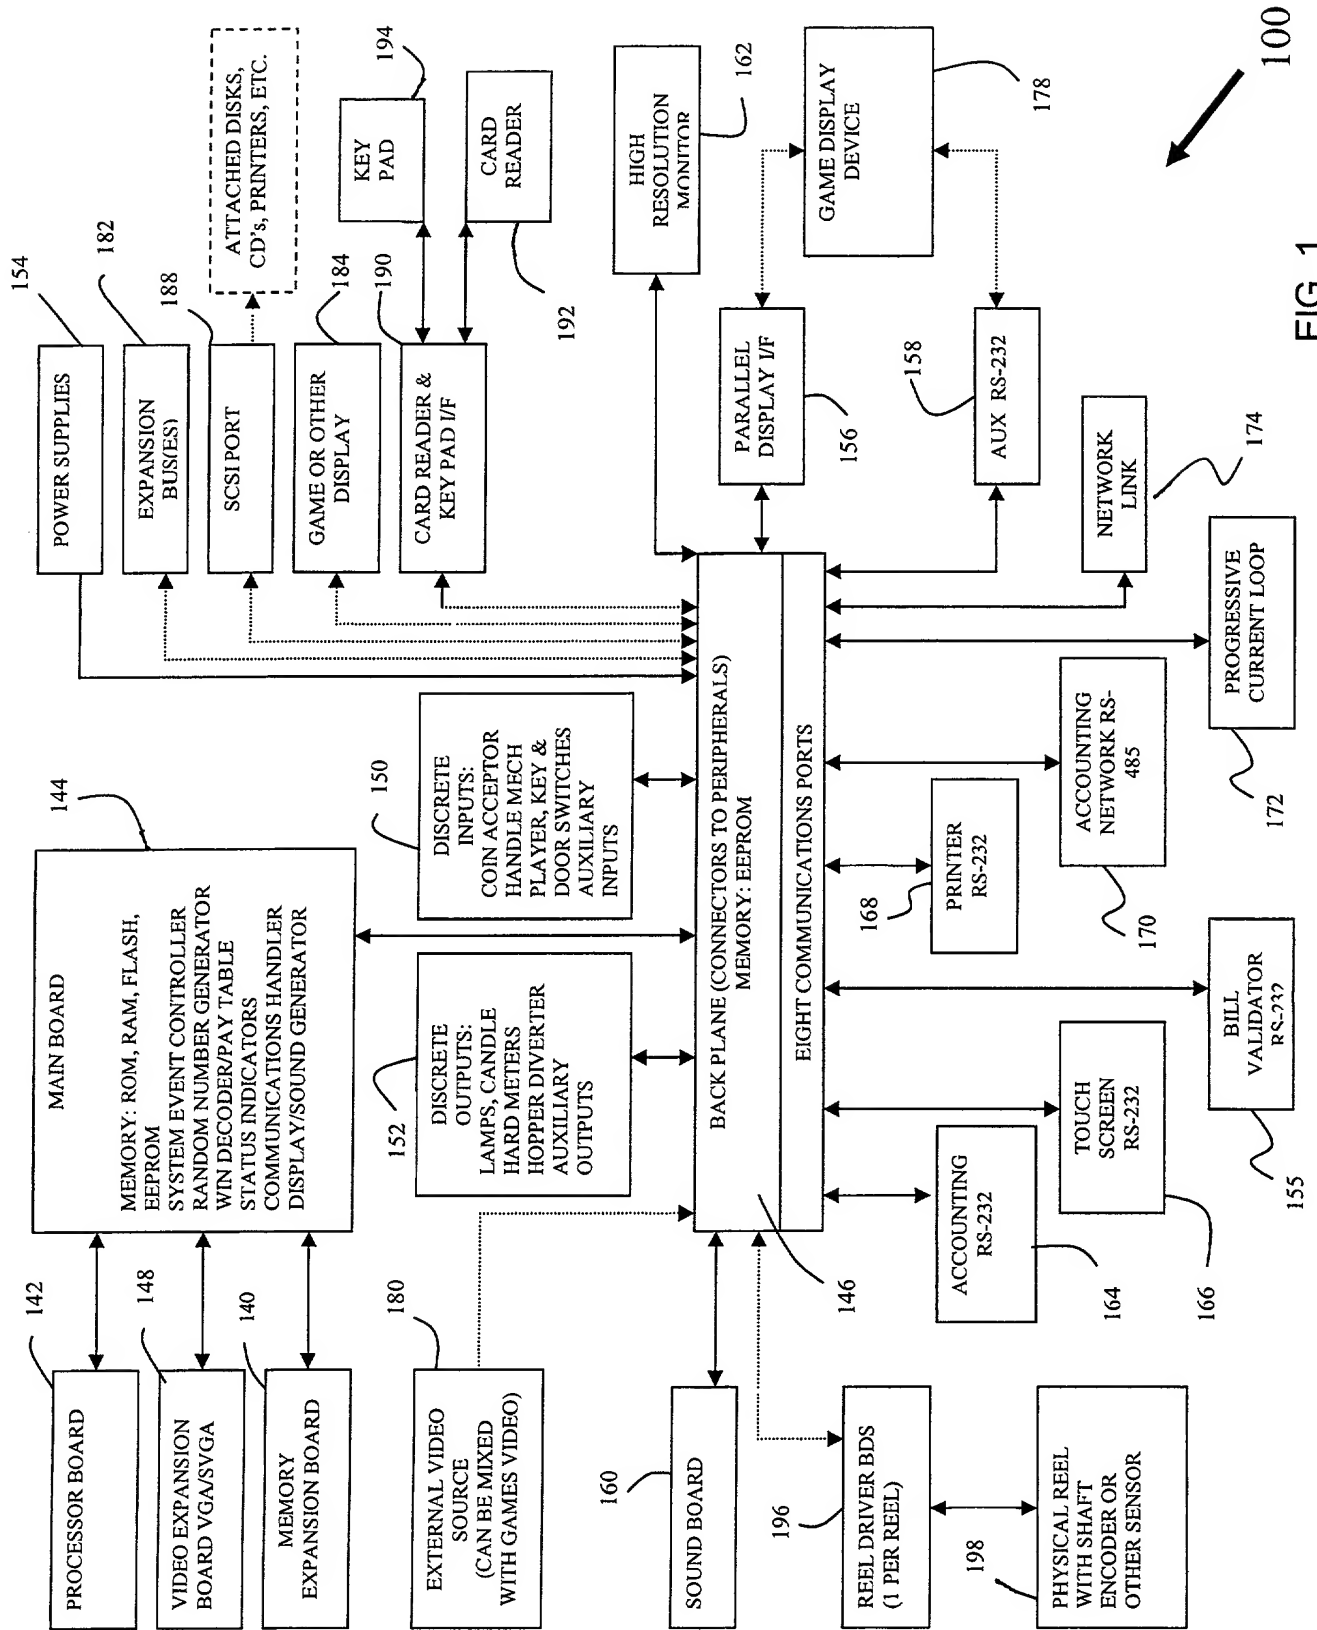 PROCESSOR BOARD
142
VIDEO EXPANSION
BOARD VGA/SVGA
148
MEMORY
EXPANSION BOARD
140
MAIN BOARD
MEMORY: ROM, RAM, FLASH,
EEPROM
SYSTEM EVENT CONTROLLER
RANDOM NUMBER GENERATOR
WIN DECODER/PAY TABLE
STATUS INDICATORS
COMMUNICATIONS HANDLER
DISPLAY/SOUND GENERATOR
144
POWER SUPPLIES
154
EXPANSION
BUS(ES)
182
SCSI PORT
188
ATTACHED DISKS,
CD's, PRINTERS, ETC.
GAME OR OTHER
DISPLAY
184
CARD READER &
KEY PAD I/F
190
KEY
PAD
194
CARD
READER
192
EXTERNAL VIDEO
SOURCE
(CAN BE MIXED
WITH GAMES VIDEO)
180
DISCRETE
OUTPUTS:
LAMPS, CANDLE
HARD METERS
HOPPER DIVERTER
AUXILIARY
OUTPUTS
152
DISCRETE
INPUTS:
COIN ACCEPTOR
HANDLE MECH
PLAYER, KEY &
DOOR SWITCHES
AUXILIARY
INPUTS
150
HIGH
RESOLUTION
MONITOR
162
SOUND BOARD
160
BACK PLANE (CONNECTORS TO PERIPHERALS)
MEMORY: EEPROM
EIGHT COMMUNICATIONS PORTS
146
PARALLEL
DISPLAY I/F
156
GAME DISPLAY
DEVICE
178
REEL DRIVER BDS
(1 PER REEL)
196
PHYSICAL REEL
WITH SHAFT
ENCODER OR
OTHER SENSOR
198
ACCOUNTING
RS-232
164
TOUCH
SCREEN
RS-232
166
BILL
VALIDATOR
RS-232
155
PRINTER
RS-232
168
ACCOUNTING
NETWORK RS-
485
170
PROGRESSIVE
CURRENT LOOP
172
NETWORK
LINK
174
AUX RS-232
158
100
FIG. 1